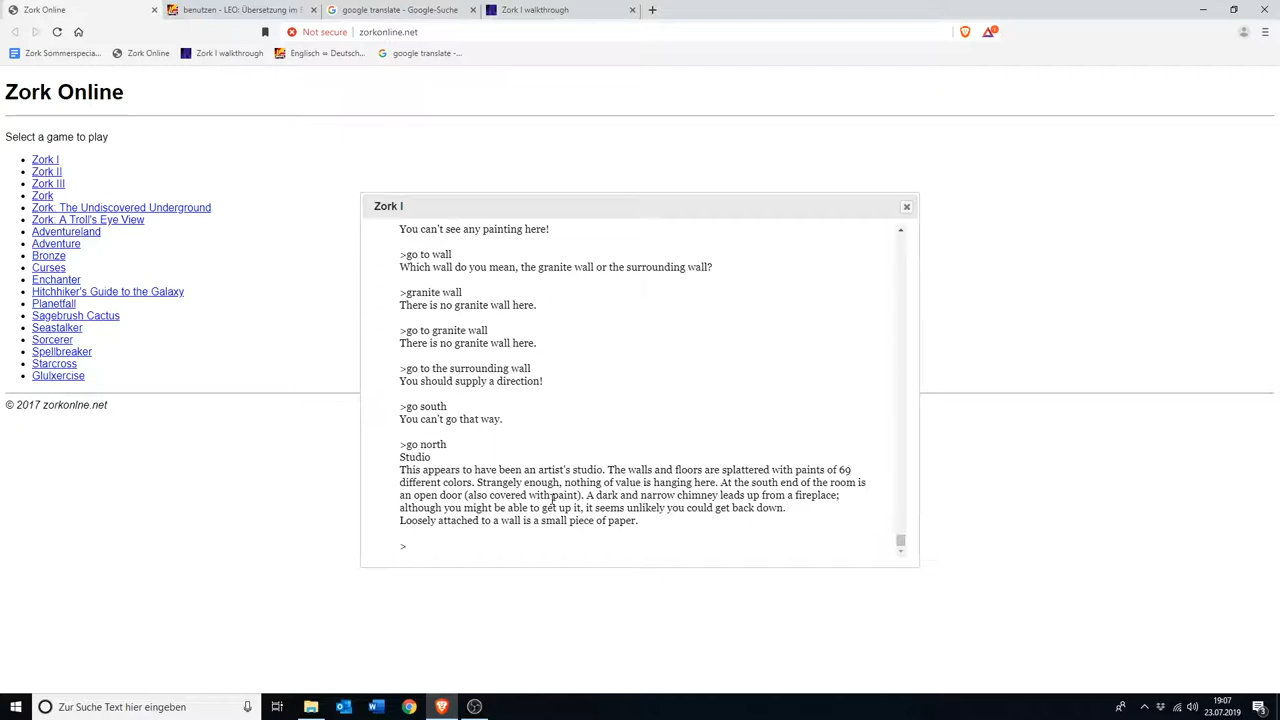 Zork Online
benutzen - LEO: Übersetzung im E
google translate - Google-Suche
Zork I walkthrough
Not secure
zorkonline.net
1
Zork Sommerspecia...
Zork Online
Zork I walkthrough
Englisch ⇔ Deutsch...
google translate -...
Zork Online
Select a game to play
Zork I
Zork II
Zork III
Zork
Zork: The Undiscovered Underground
Zork: A Troll's Eye View
Adventureland
Adventure
Bronze
Curses
Enchanter
Hitchhiker's Guide to the Galaxy
Planetfall
Sagebrush Cactus
Seastalker
Sorcerer
Spellbreaker
Starcross
Glulxercise
© 2017 zorkonlne.net
Zork I
You can't see any painting here!
>go to wall
Which wall do you mean, the granite wall or the surrounding wall?
>granite wall
There is no granite wall here.
>go to granite wall
There is no granite wall here.
>go to the surrounding wall
You should supply a direction!
>go south
You can't go that way.
>go north
Studio
This appears to have been an artist's studio. The walls and floors are splattered with paints of 69
different colors. Strangely enough, nothing of value is hanging here. At the south end of the room is
an open door (also covered with paint). A dark and narrow chimney leads up from a fireplace;
although you might be able to get up it, it seems unlikely you could get back down.
Loosely attached to a wall is a small piece of paper.
>
Zur Suche Text hier eingeben
19:07
23.07.2019
3